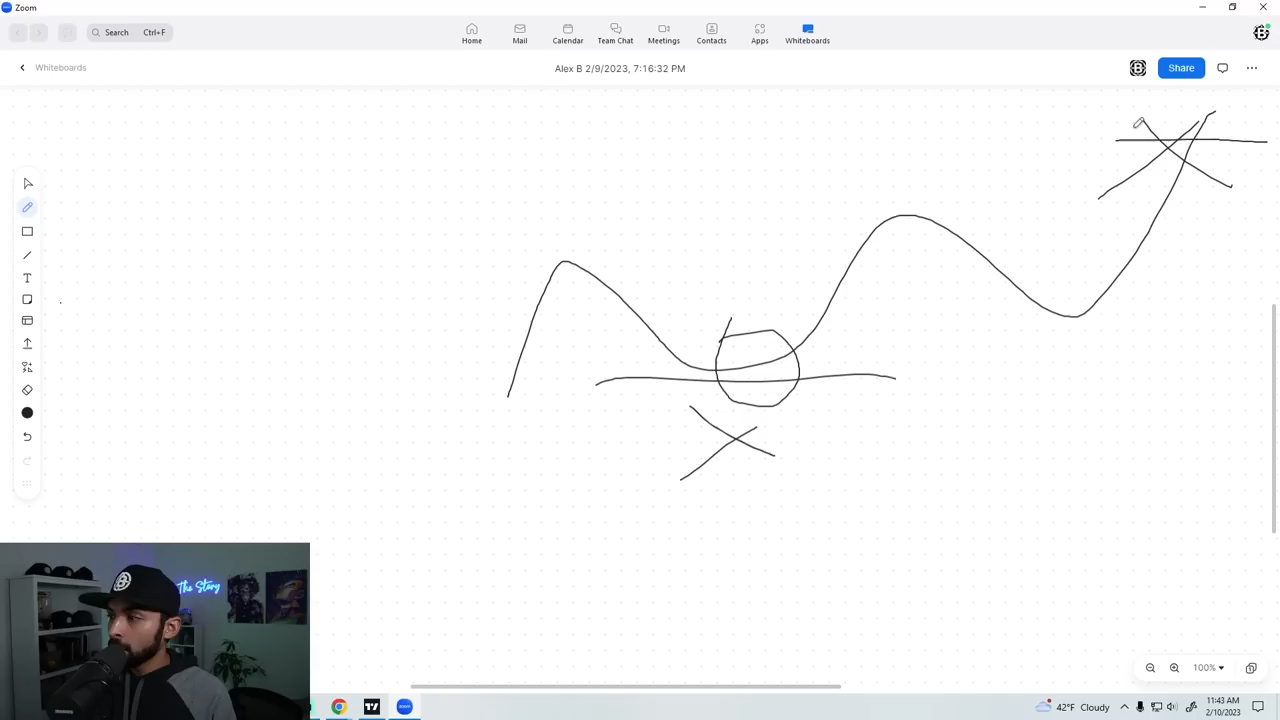 Zoom
Search Ctrl+F
Home
Mail
Calendar
Team Chat
Meetings
Contacts
Apps
Whiteboards
Whiteboards
Alex B 2/9/2023, 7:16:32 PM
Share
T
the Story
100%
42°F Cloudy
11:43 AM
2/10/2023